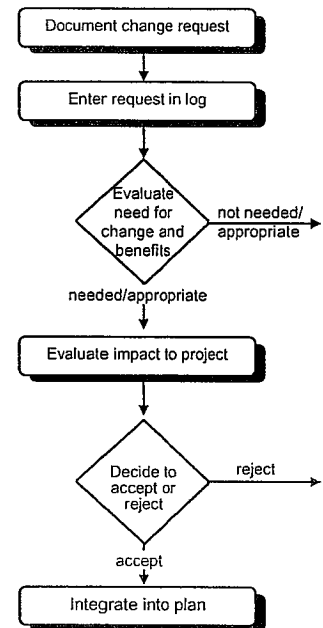 Document change request
Enter request in log
Evaluate
need for
change and
benefits
not needed/
appropriate
needed/appropriate
Evaluate impact to project
Decide to
accept or
reject
reject
accept
Integrate into plan